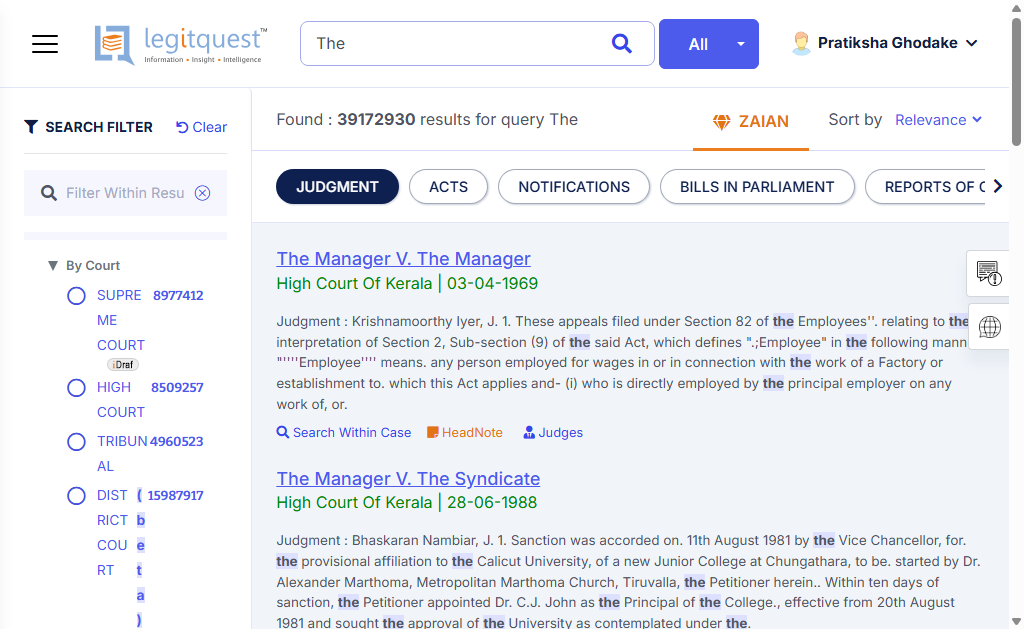 legitquest™
Information • Insight • Intelligence
The
All
Pratiksha Ghodake
SEARCH FILTER
Clear
Found : 39172930 results for query The
ZAIAN
Sort by Relevance
Filter Within Resu
JUDGMENT
ACTS
NOTIFICATIONS
BILLS IN PARLIAMENT
REPORTS OF C
By Court
SUPRE 8977412
ME
COURT
iDraf
HIGH 8509257
COURT
TRIBUN 4960523
AL
DIST ( 15987917
RICT b
COU e
RT t
a
)
The Manager V. The Manager
High Court Of Kerala | 03-04-1969
Judgment : Krishnamoorthy Iyer, J. 1. These appeals filed under Section 82 of the Employees''. relating to the
interpretation of Section 2, Sub-section (9) of the said Act, which defines ".;Employee" in the following mann
"'''''Employee'''' means. any person employed for wages in or in connection with the work of a Factory or
establishment to. which this Act applies and- (i) who is directly employed by the principal employer on any
work of, or.
Search Within Case HeadNote Judges
The Manager V. The Syndicate
High Court Of Kerala | 28-06-1988
Judgment : Bhaskaran Nambiar, J. 1. Sanction was accorded on. 11th August 1981 by the Vice Chancellor, for.
the provisional affiliation to the Calicut University, of a new Junior College at Chungathara, to be. started by Dr.
Alexander Marthoma, Metropolitan Marthoma Church, Tiruvalla, the Petitioner herein.. Within ten days of
sanction, the Petitioner appointed Dr. C.J. John as the Principal of the College., effective from 20th August
1981 and sought the approval of the University as contemplated under the.